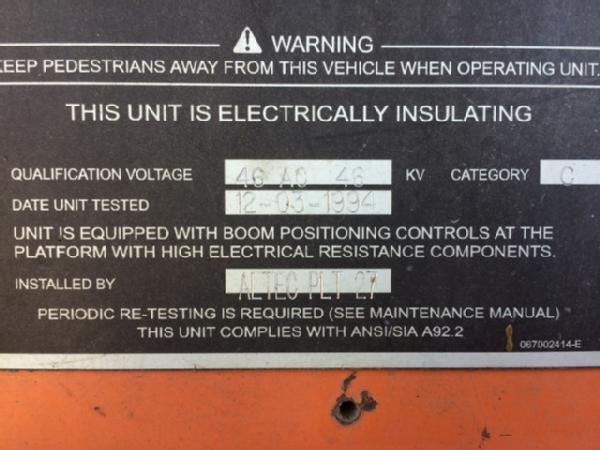 WARNING
KEEP PEDESTRIANS AWAY FROM THIS VEHICLE WHEN OPERATING UNIT.
THIS UNIT IS ELECTRICALLY INSULATING
QUALIFICATION VOLTAGE 46 AC 46 KV CATEGORY C
DATE UNIT TESTED 12-03-1994
UNIT IS EQUIPPED WITH BOOM POSITIONING CONTROLS AT THE
PLATFORM WITH HIGH ELECTRICAL RESISTANCE COMPONENTS.
INSTALLED BY ALTEC PLT 27
PERIODIC RE-TESTING IS REQUIRED (SEE MAINTENANCE MANUAL)
THIS UNIT COMPLIES WITH ANSI/SIA A92.2
067002414-E